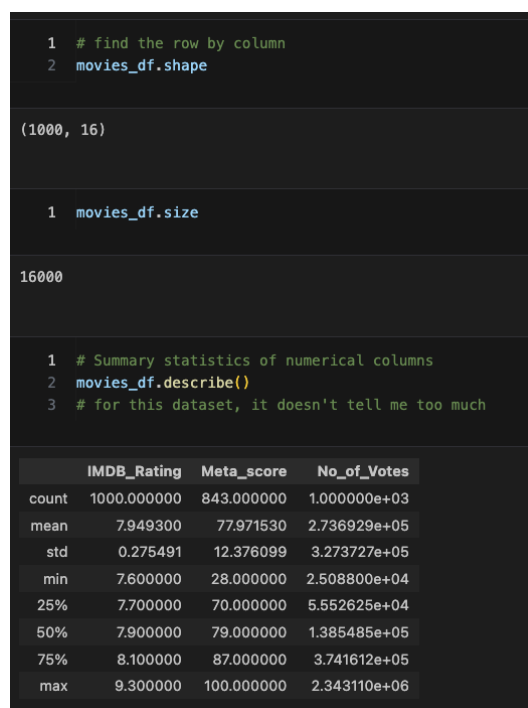 1 # find the row by column
2 movies_df.shape
(1000, 16)
1 movies_df.size
16000
1 # Summary statistics of numerical columns
2 movies_df.describe()
3 # for this dataset, it doesn't tell me too much
IMDB_Rating Meta_score No_of_Votes
count 1000.000000 843.000000 1.000000e+03
mean 7.949300 77.971530 2.736929e+05
std 0.275491 12.376099 3.273727e+05
min 7.600000 28.000000 2.508800e+04
25% 7.700000 70.000000 5.552625e+04
50% 7.900000 79.000000 1.385485e+05
75% 8.100000 87.000000 3.741612e+05
max 9.300000 100.000000 2.343110e+06